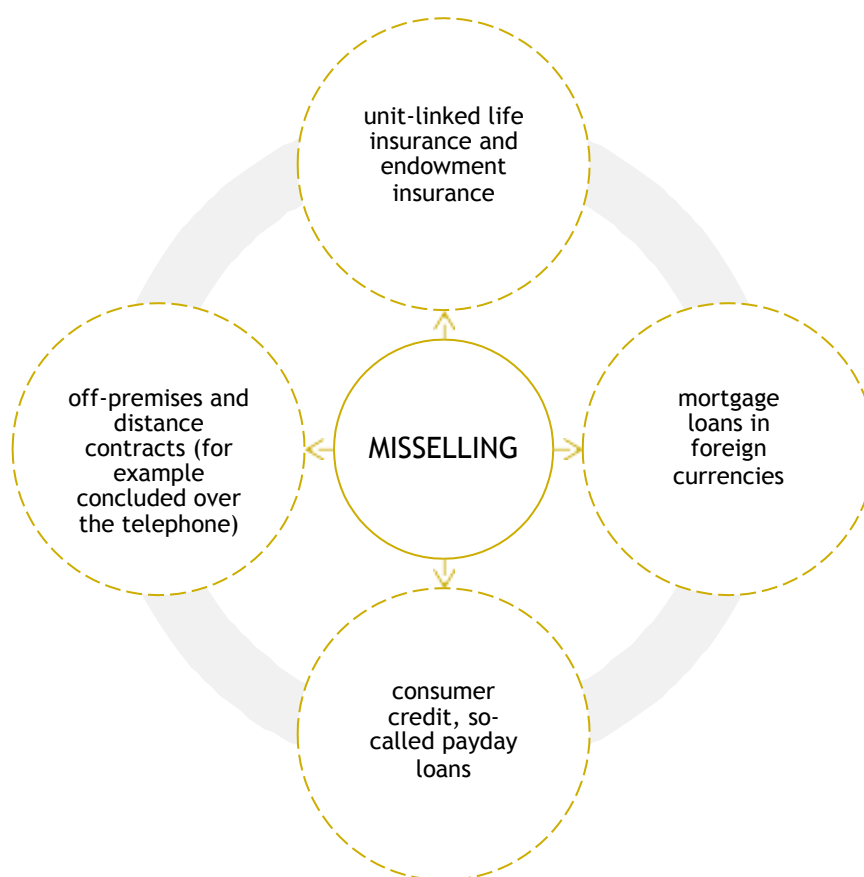 unit-linked life
insurance and
endowment
insurance
off-premises and
distance
contracts (for
example
concluded over
the telephone)
MISSELLING
mortgage
loans in
foreign
currencies
consumer
credit, so-
called payday
loans